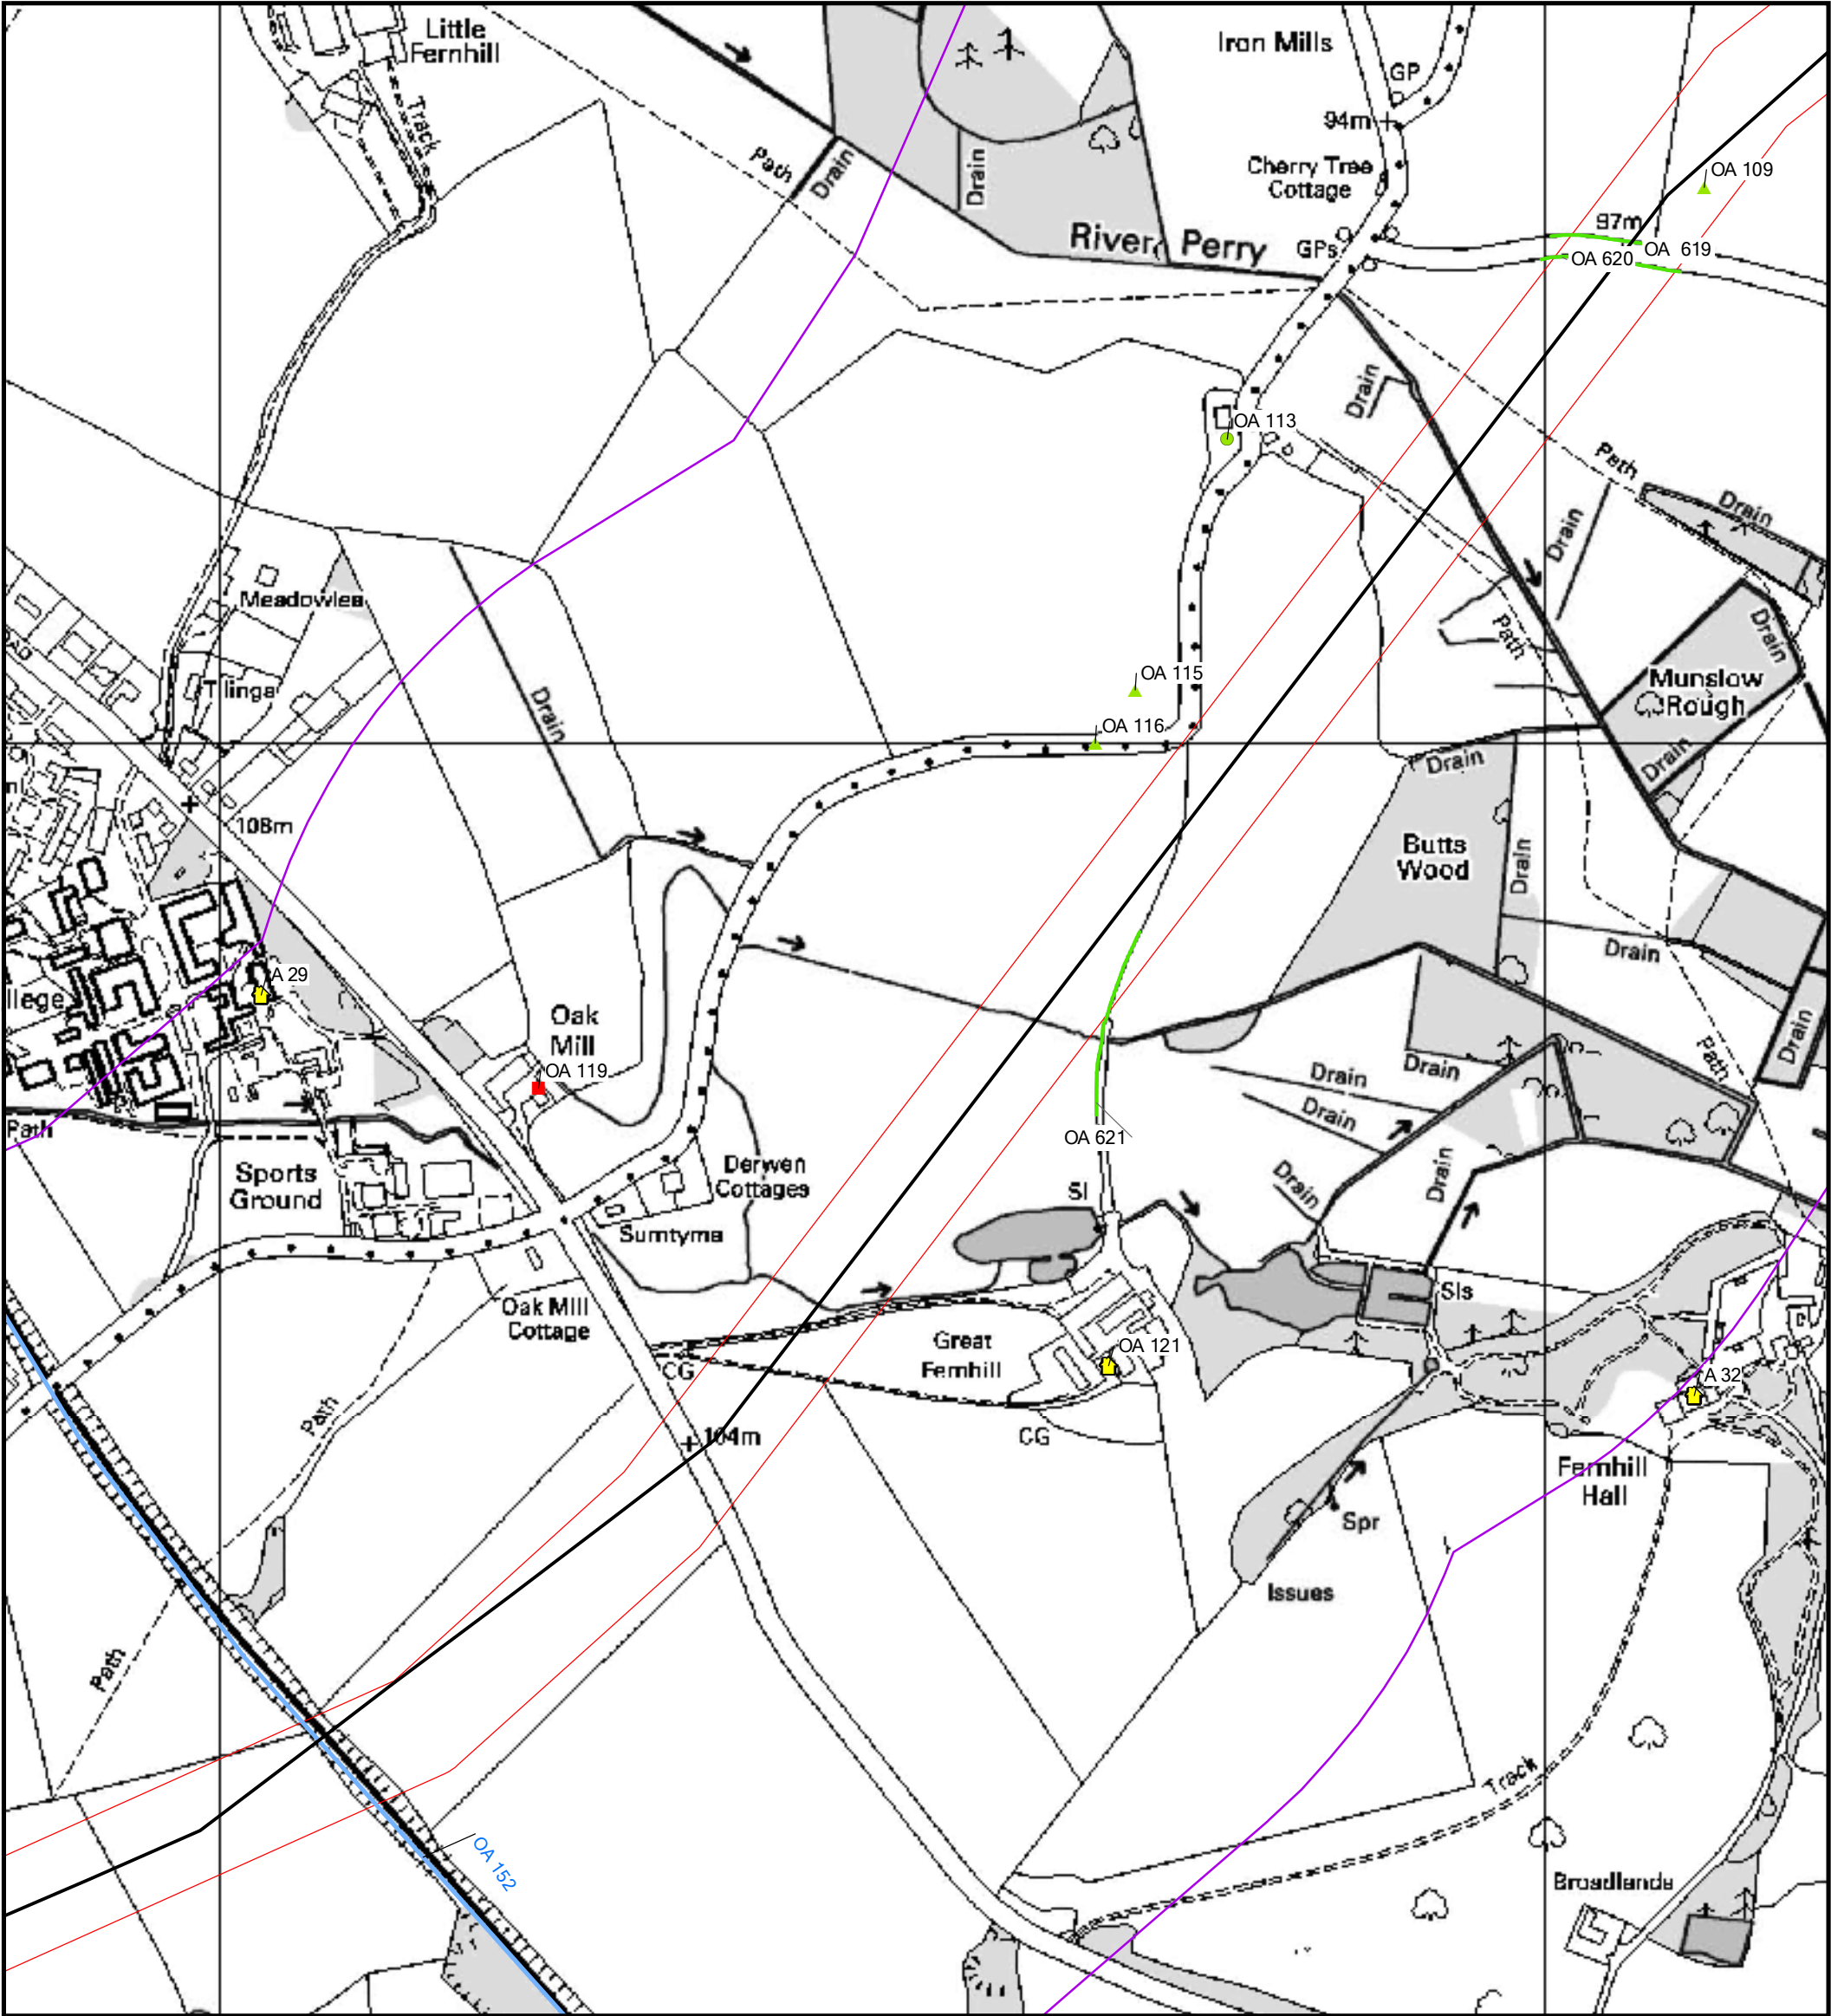 Little
Fernhill
Track
Path
Drain
Drain
River Perry
Iron Mills
GP
94m
Cherry Tree
Cottage
GPs
97m
OA 109
OA 619
OA 620
OA 113
Drain
Path
Drain
Drain
Drain
Path
Munslow
Rough
Drain
Meadowlea
Drain
OA 115
OA 116
108m
Drain
Butts
Wood
Drain
Drain
Drain
A 29
llege
Oak
Mill
OA 119
Path
Sports
Ground
Derwen
Cottages
Sumtyma
OA 621
Drain
Drain
Drain
Drain
Drain
Path
SI
Sls
Oak Mill
Cottage
Great
Fernhill
OA 121
CG
CG
104m
A 32
Fernhill
Hall
Path
Spr
Issues
Path
Track
OA 152
Broadlands